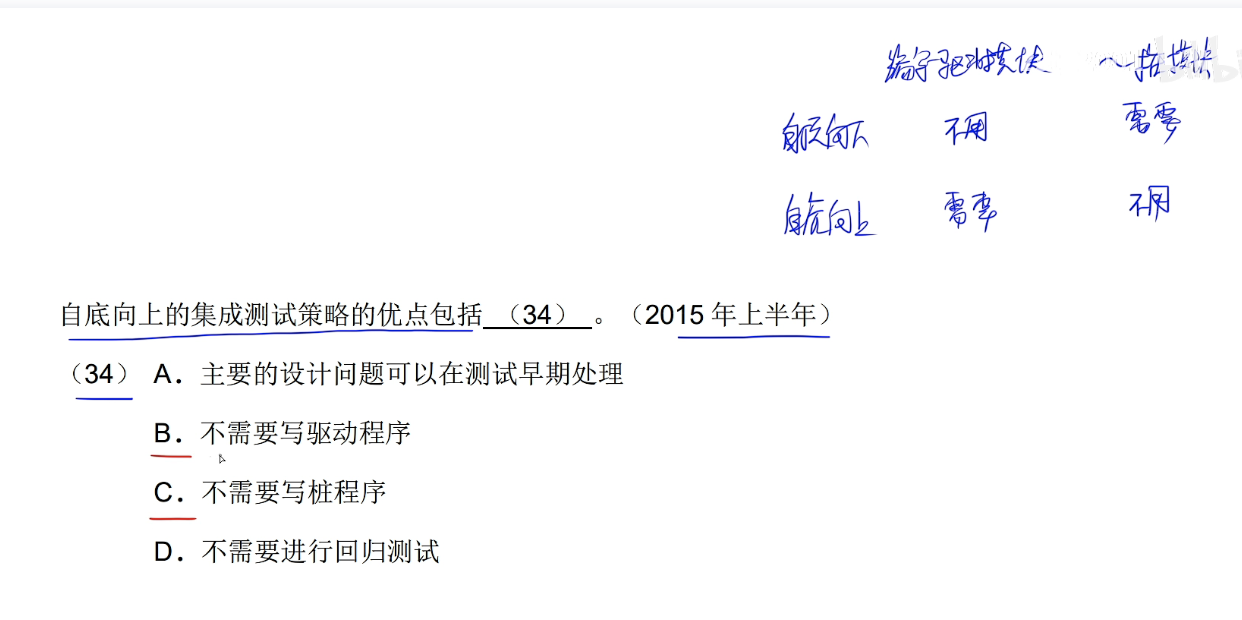 编写驱动模块 桩模块
自顶向下 不用 需要
自底向上 需要 不用
自底向上的集成测试策略的优点包括 （34） 。（2015 年上半年）
（34） A．主要的设计问题可以在测试早期处理
B．不需要写驱动程序
C．不需要写桩程序
D．不需要进行回归测试